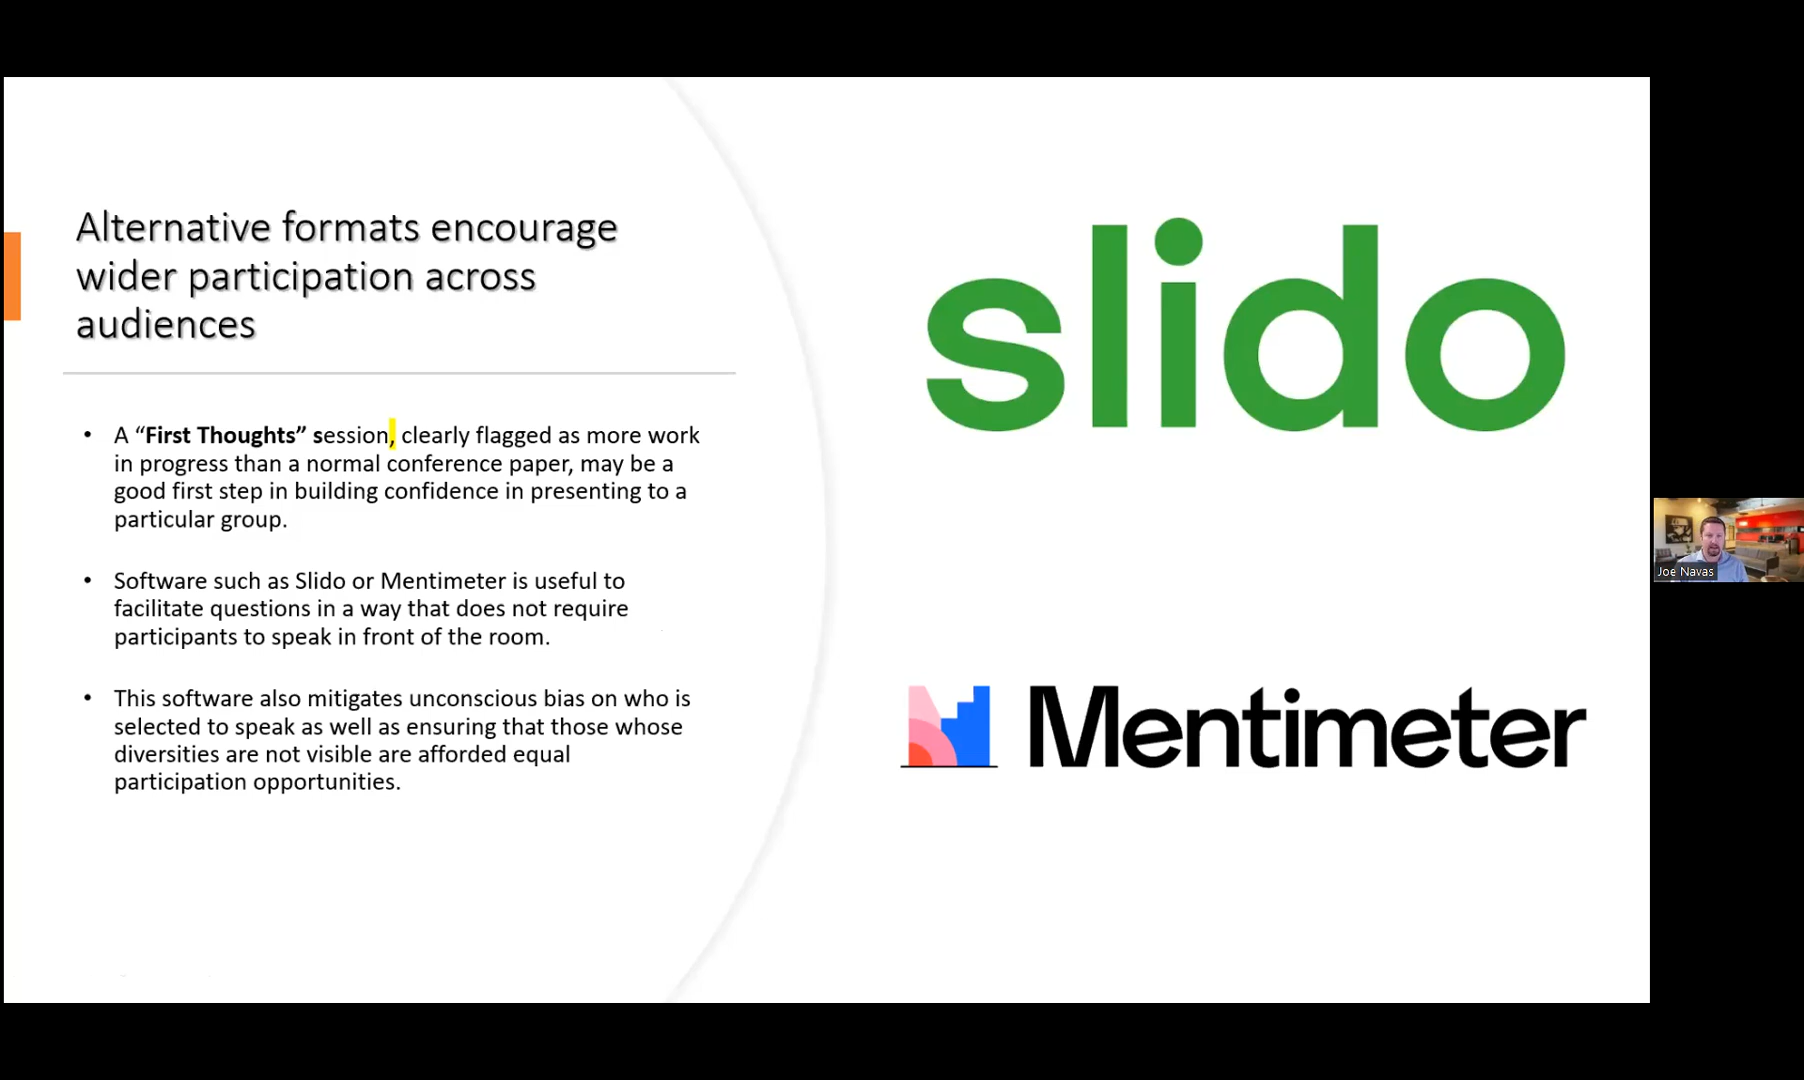 Alternative formats encourage
wider participation across
audiences
• A “First Thoughts” session, clearly flagged as more work
in progress than a normal conference paper, may be a
good first step in building confidence in presenting to a
particular group.
• Software such as Slido or Mentimeter is useful to
facilitate questions in a way that does not require
participants to speak in front of the room.
• This software also mitigates unconscious bias on who is
selected to speak as well as ensuring that those whose
diversities are not visible are afforded equal
participation opportunities.
slido
Mentimeter
Joe Navas